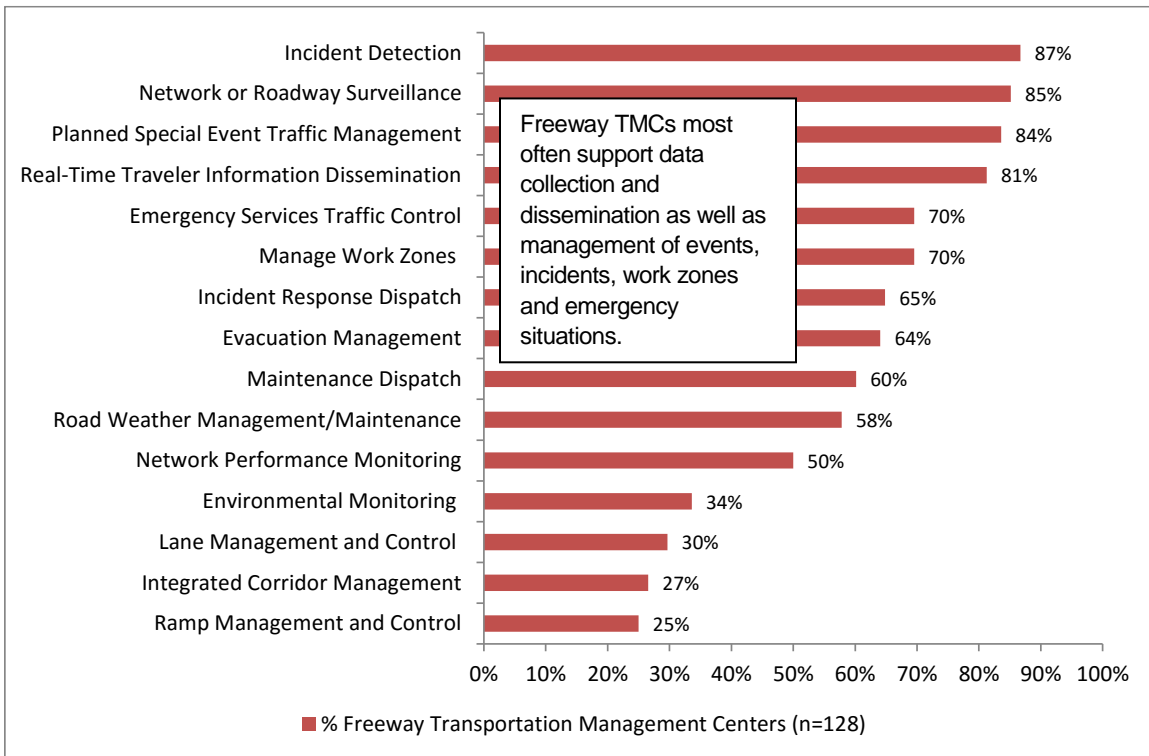 Incident Detection 87%
Network or Roadway Surveillance 85%
Planned Special Event Traffic Management 84%
Real-Time Traveler Information Dissemination 81%
Emergency Services Traffic Control 70%
Manage Work Zones 70%
Incident Response Dispatch 65%
Evacuation Management 64%
Maintenance Dispatch 60%
Road Weather Management/Maintenance 58%
Network Performance Monitoring 50%
Environmental Monitoring 34%
Lane Management and Control 30%
Integrated Corridor Management 27%
Ramp Management and Control 25%
Freeway TMCs most
often support data
collection and
dissemination as well as
management of events,
incidents, work zones
and emergency
situations.
0% 10% 20% 30% 40% 50% 60% 70% 80% 90% 100%
% Freeway Transportation Management Centers (n=128)